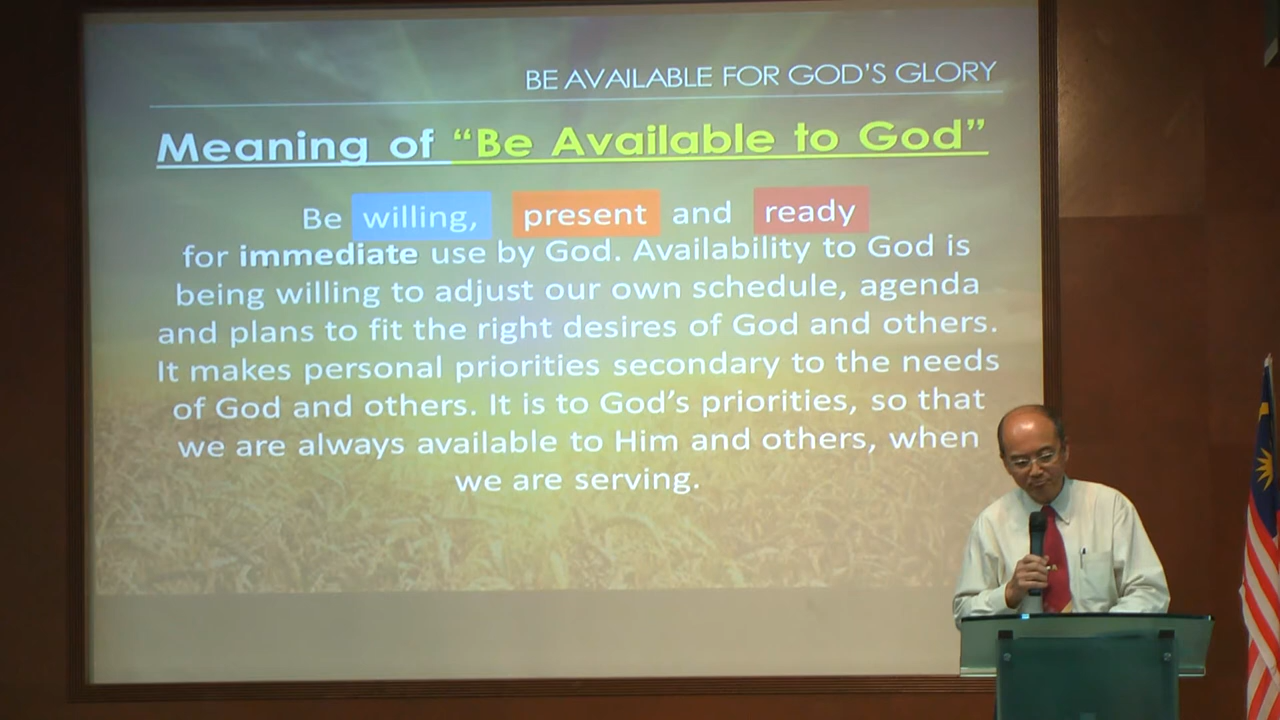 BE AVAILABLE FOR GOD'S GLORY
Meaning of “Be Available to God”
Be willing, present and ready
for immediate use by God. Availability to God is
being willing to adjust our own schedule, agenda
and plans to fit the right desires of God and others.
It makes personal priorities secondary to the needs
of God and others. It is to God’s priorities, so that
we are always available to Him and others, when
we are serving.